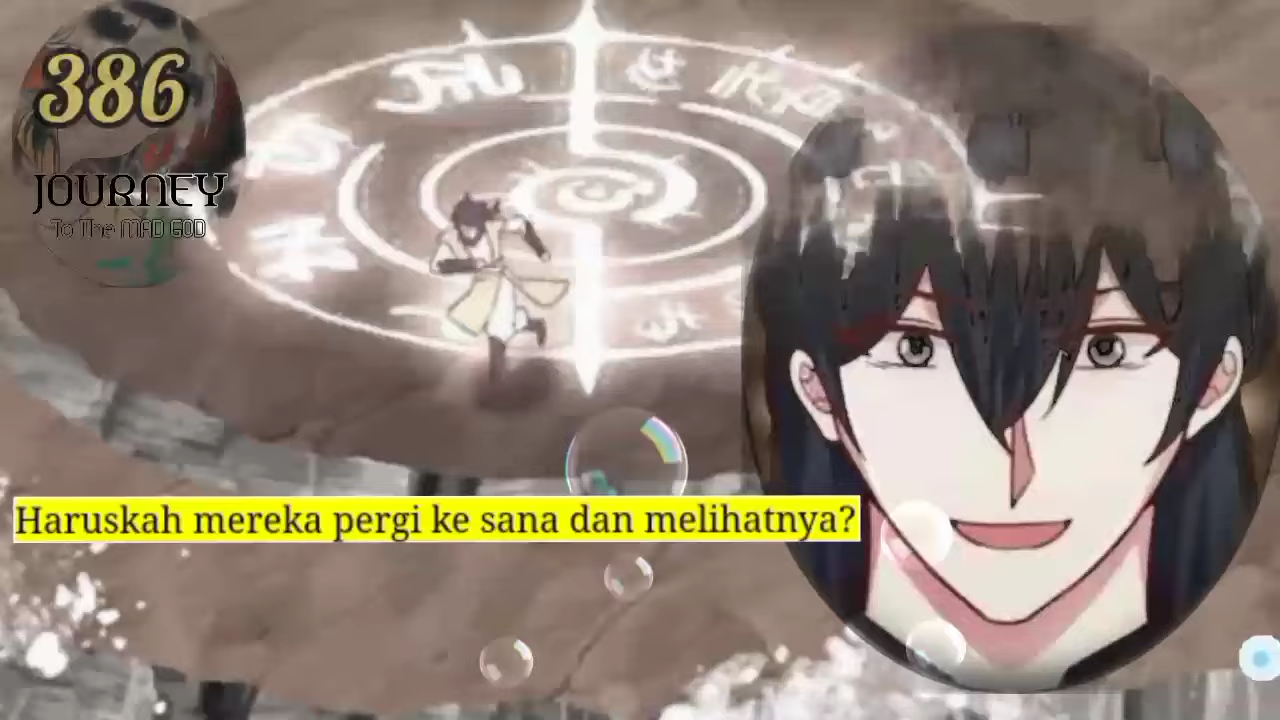 386
JOURNEY
To The MAD GOD
Haruskah mereka pergi ke sana dan melihatnya?